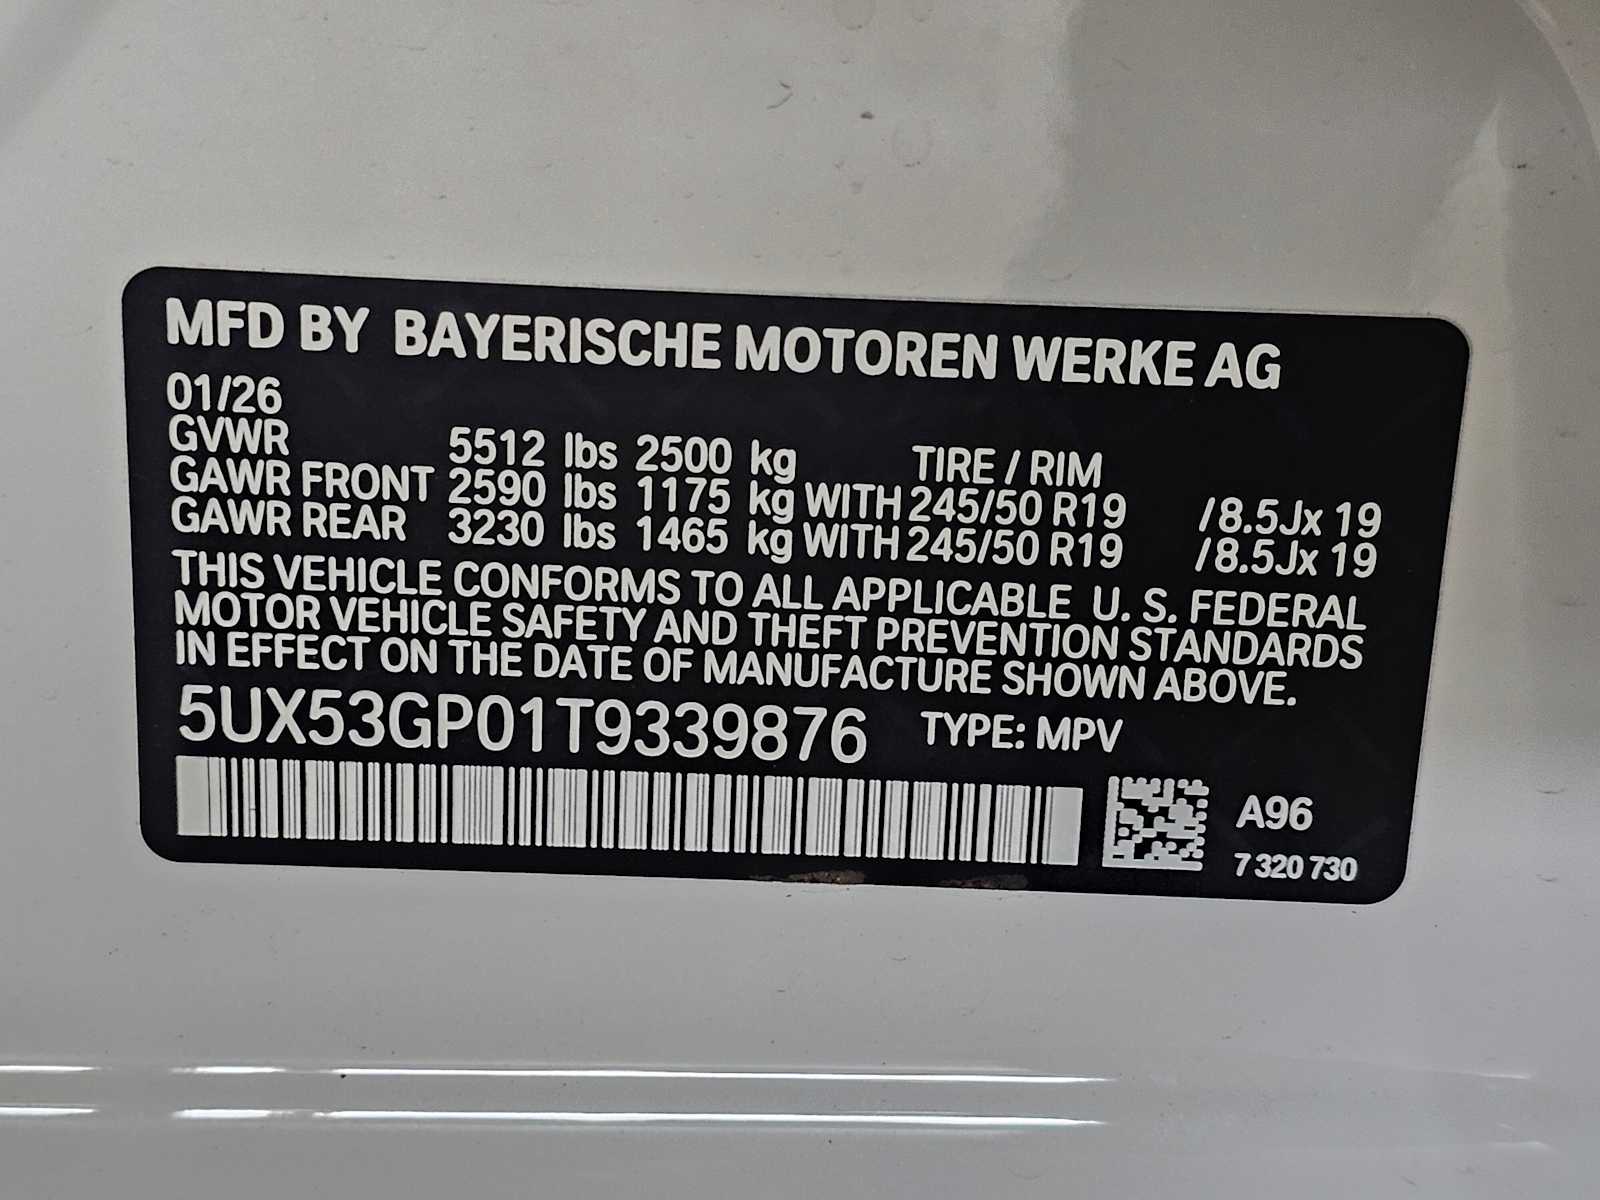 MFD BY BAYERISCHE MOTOREN WERKE AG
01/26
GVWR 5512 lbs 2500 kg TIRE / RIM
GAWR FRONT 2590 lbs 1175 kg WITH 245/50 R19 /8.5Jx 19
GAWR REAR 3230 lbs 1465 kg WITH 245/50 R19 /8.5Jx 19
THIS VEHICLE CONFORMS TO ALL APPLICABLE U. S. FEDERAL
MOTOR VEHICLE SAFETY AND THEFT PREVENTION STANDARDS
IN EFFECT ON THE DATE OF MANUFACTURE SHOWN ABOVE.
5UX53GP01T9339876 TYPE: MPV
A96
7 320 730